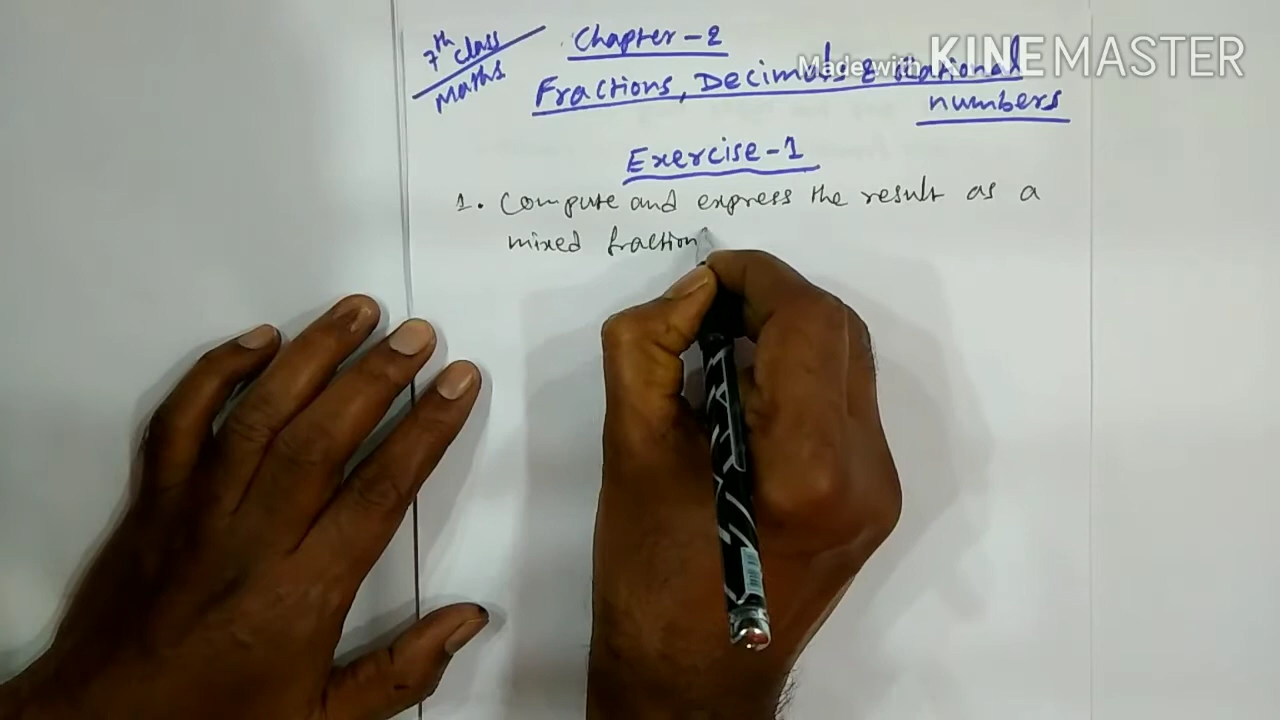 7th class
Maths
Chapter-2
Fractions, Decimals & Rational
numbers
Made with KINEMASTER
Exercise-1
1. Compute and express the result as a
mixed fraction